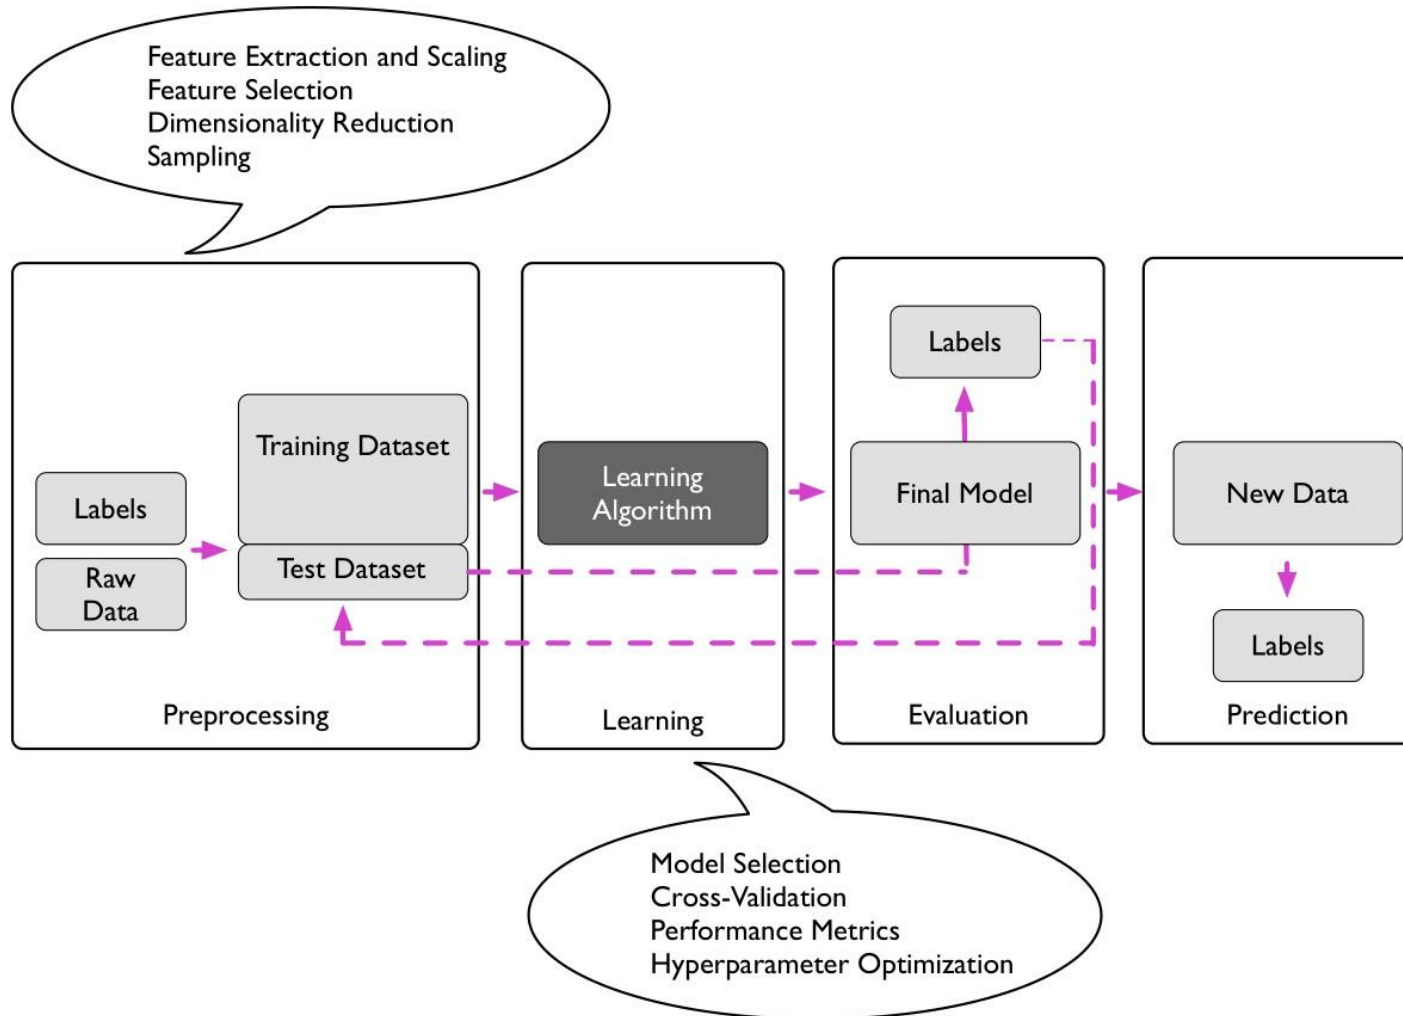 Feature Extraction and Scaling
Feature Selection
Dimensionality Reduction
Sampling
Labels
Raw
Data
Training Dataset
Test Dataset
Preprocessing
Learning
Algorithm
Learning
Labels
Final Model
Evaluation
New Data
Labels
Prediction
Model Selection
Cross-Validation
Performance Metrics
Hyperparameter Optimization